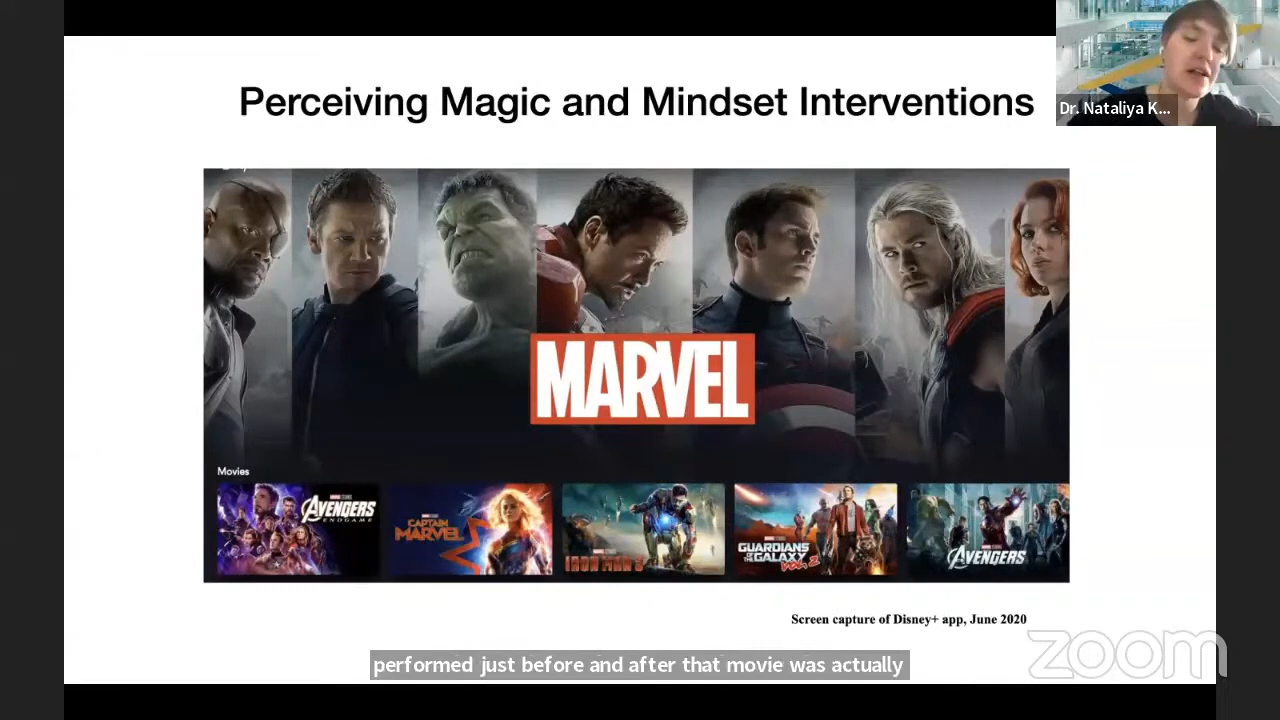 Perceiving Magic and Mindset Interventions
Dr. Nataliya K...
MARVEL
Movies
AVENGERS
ENDGAME
CAPTAIN
MARVEL
IRON MAN 3
GUARDIANS
OF THE GALAXY
VOL. 2
AVENGERS
Screen capture of Disney+ app, June 2020
performed just before and after that movie was actually
zoom